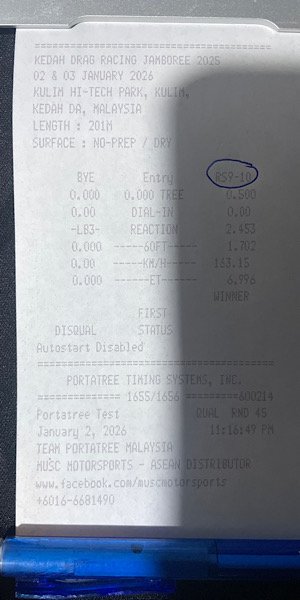 ==============================
KEDAH DRAG RACING JAMBOREE 2025
02 & 03 JANUARY 2026
KULIM HI-TECH PARK, KULIM,
KEDAH DA, MALAYSIA
LENGTH : 201M
SURFACE : NO-PREP / DRY
BYE Entry RS9-10
0.000 0.000 TREE 0.500
0.00 DIAL-IN 0.00
-LB3- REACTION 2.453
0.000 ------60FT------ 1.702
0.00 ------KM/H------ 163.15
0.000 ------ET------ 6.996
WINNER
FIRST
DISQUAL STATUS
Autostart Disabled
==============================
PORTATREE TIMING SYSTEMS, INC.
============= 1655/1656 =========600214
Portatree Test DUAL RND 45
January 2, 2026 11:16:49 PM
TEAM PORTATREE MALAYSIA
MUSC MOTORSPORTS - ASEAN DISTRIBUTOR
www.facebook.com/muscmotorsports
+6016-6681490